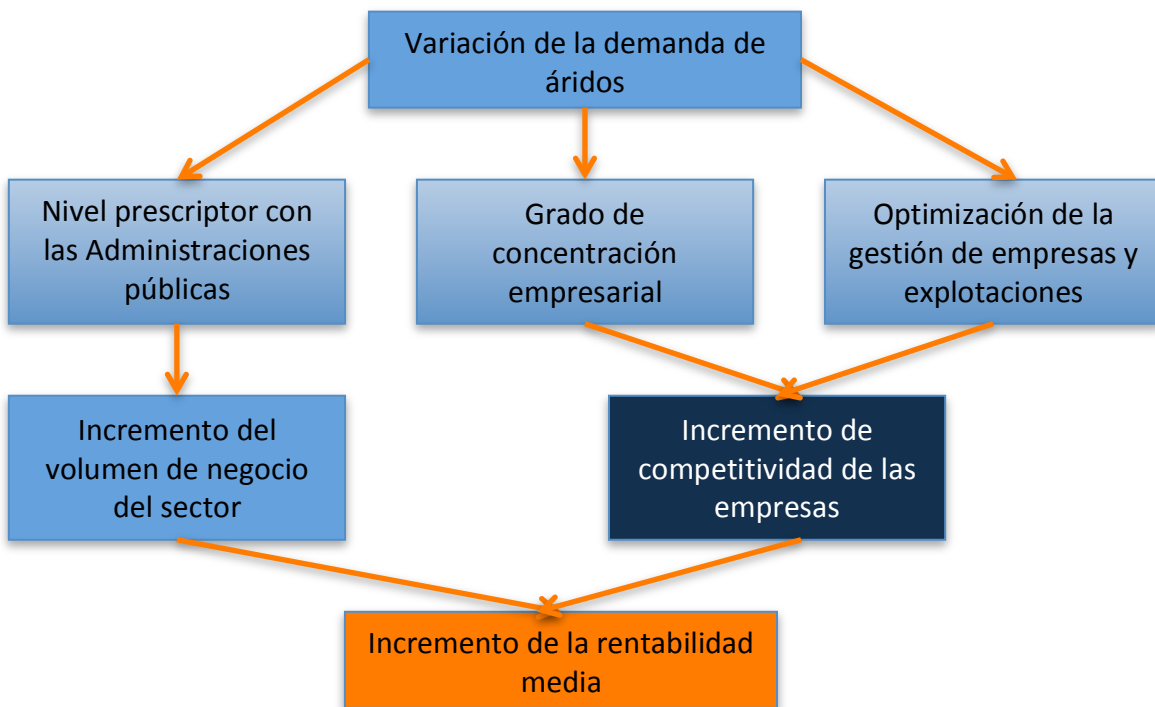 Variación de la demanda de
áridos
Nivel prescriptor con
las Administraciones
públicas
Grado de
concentración
empresarial
Optimización de la
gestión de empresas y
explotaciones
Incremento del
volumen de negocio
del sector
Incremento de
competitividad de las
empresas
Incremento de la rentabilidad
media